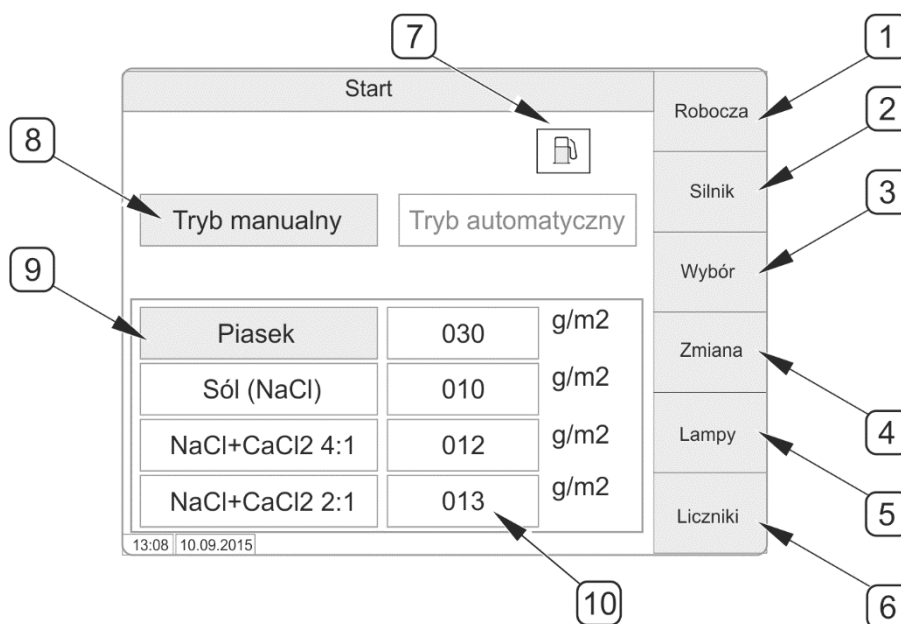 7
1
Start
Robocza
2
8
Silnik
3
Tryb manualny
Tryb automatyczny
9
Wybór
Piasek 030 g/m2
Zmiana
Sól (NaCl) 010 g/m2
4
NaCl+CaCl2 4:1 012 g/m2
Lampy
NaCl+CaCl2 2:1 013 g/m2
5
Liczniki
13:08 10.09.2015
10
6